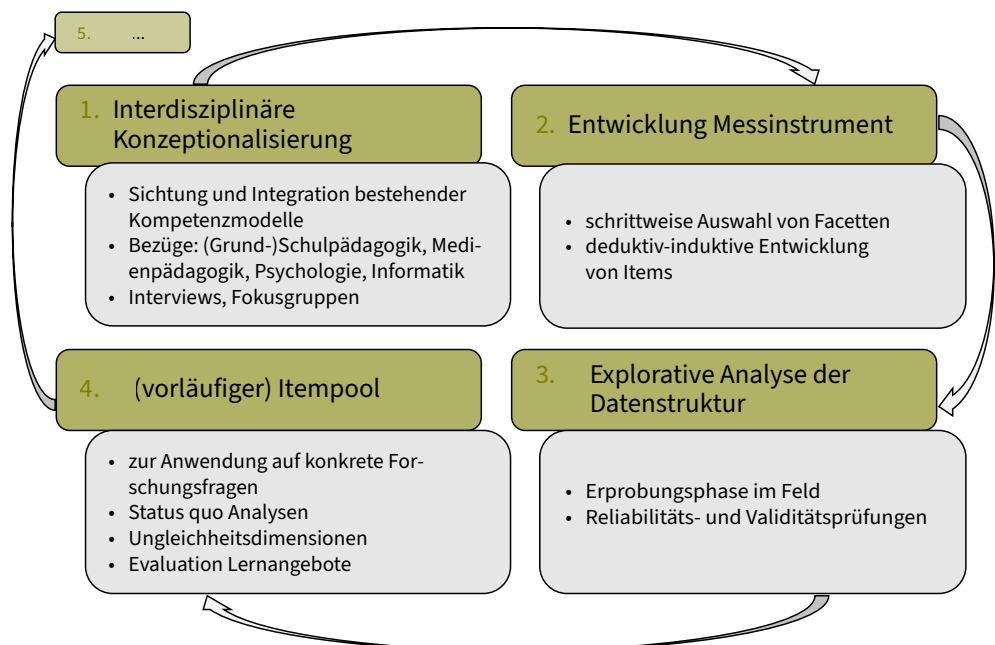 5. ...
1. Interdisziplinäre
Konzeptionalisierung
• Sichtung und Integration bestehender
Kompetenzmodelle
• Bezüge: (Grund-)Schulpädagogik, Medi-
enpädagogik, Psychologie, Informatik
• Interviews, Fokusgruppen
2. Entwicklung Messinstrument
• schrittweise Auswahl von Facetten
• deduktiv-induktive Entwicklung
von Items
3. Explorative Analyse der
Datenstruktur
• Erprobungsphase im Feld
• Reliabilitäts- und Validitätsprüfungen
4. (vorläufiger) Itempool
• zur Anwendung auf konkrete For-
schungsfragen
• Status quo Analysen
• Ungleichheitsdimensionen
• Evaluation Lernangebote